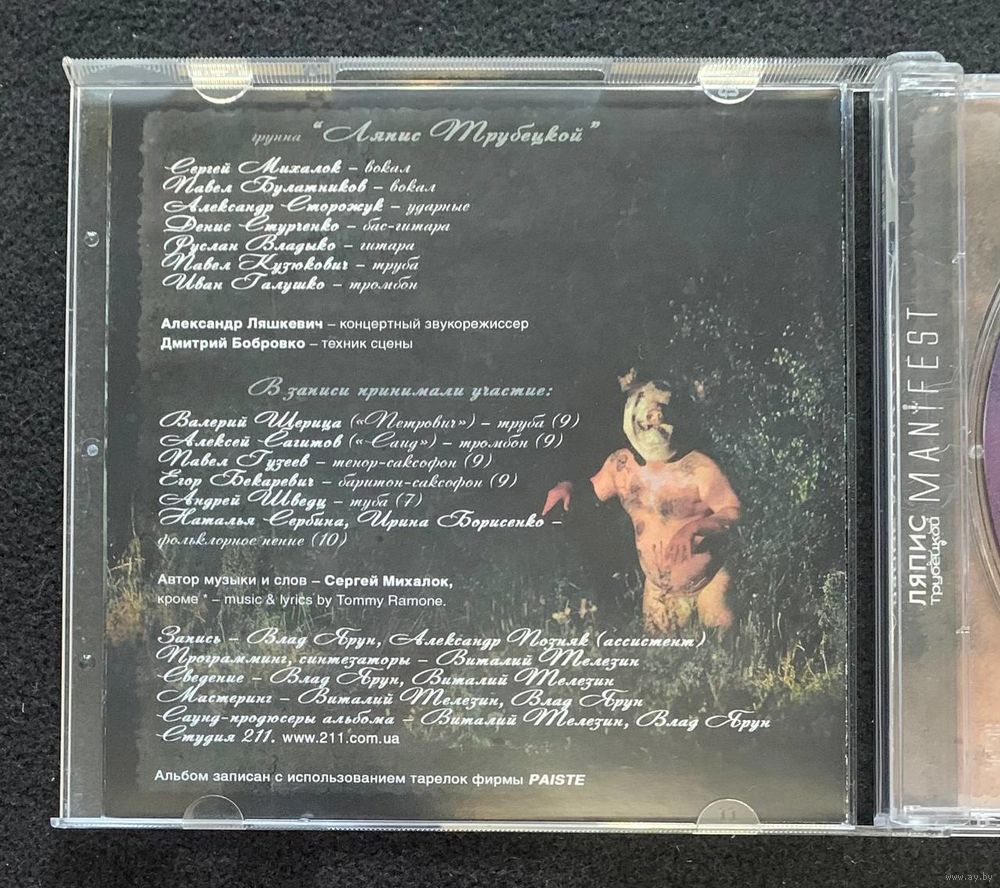 группа "Ляпис Трубецкой"
Сергей Михалок – вокал
Павел Булатников – вокал
Александр Сторожук – ударные
Денис Стурченко – бас-гитара
Руслан Владыко – гитара
Павел Кузюкович – труба
Иван Галушко – тромбон
Александр Ляшкевич – концертный звукорежиссер
Дмитрий Бобровко – техник сцены
В записи принимали участие:
Валерий Щерица («Петрович») – труба (9)
Алексей Сагитов («Саид») – тромбон (9)
Павел Гузеев – тенор-саксофон (9)
Егор Бекаревич – баритон-саксофон (9)
Андрей Шведц – туба (7)
Наталья Сербина, Ирина Борисенко –
фольклорное пение (10)
Автор музыки и слов – Сергей Михалок,
кроме * – music & lyrics by Tommy Ramone.
Запись – Влад Ярун, Александр Позняк (ассистент)
Программинг, синтезаторы – Виталий Телезин
Сведение – Влад Ярун, Виталий Телезин
Мастеринг – Виталий Телезин, Влад Ярун
Саунд-продюсеры альбома – Виталий Телезин, Влад Ярун
Студия 211. www.211.com.ua
Альбом записан с использованием тарелок фирмы PAISTE
ЛЯПИС
трубецкой
MANIFEST
www.ay.by